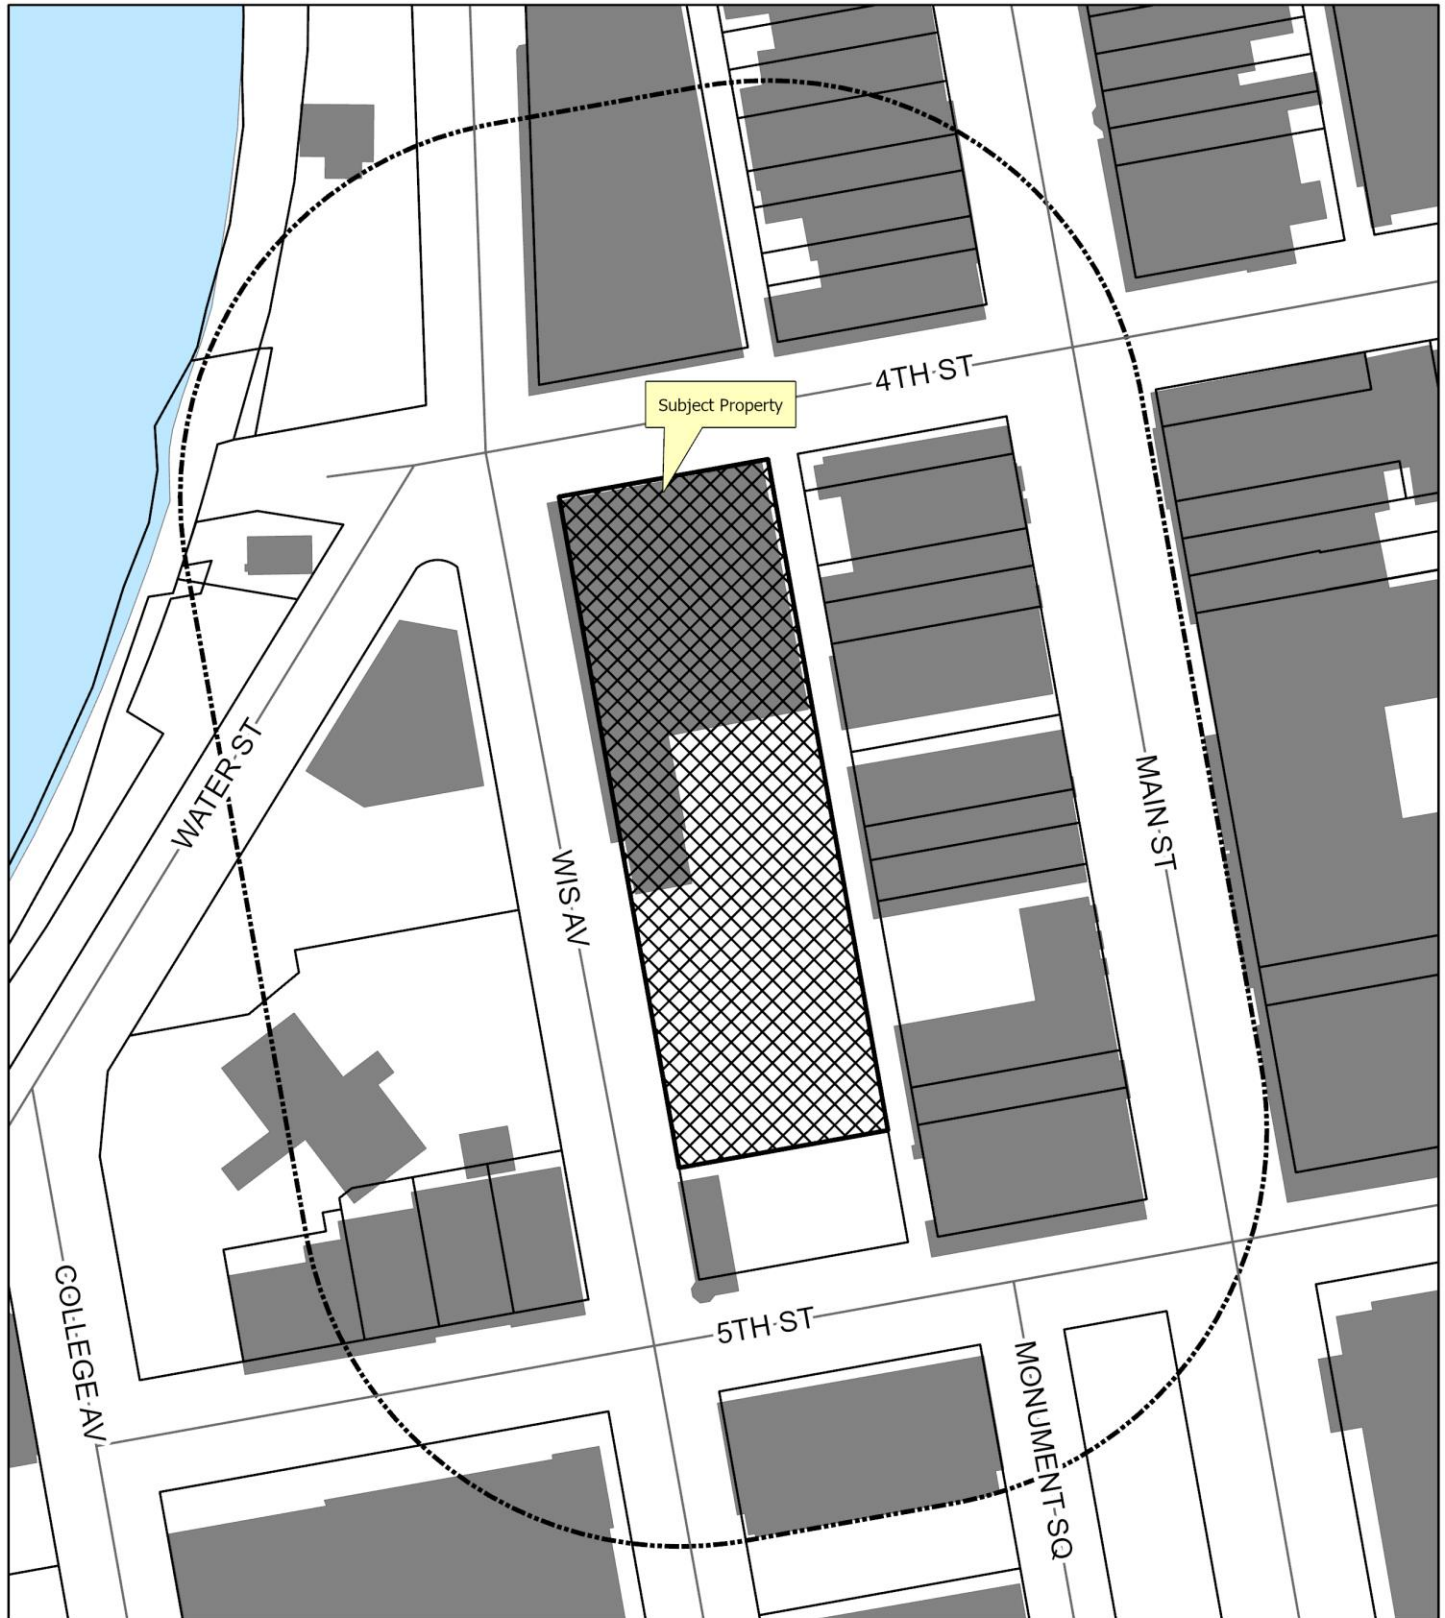 4TH ST
Subject Property
WATER ST
MAIN ST
WIS AV
COLLEGE AV
5TH ST
MONUMENT SQ